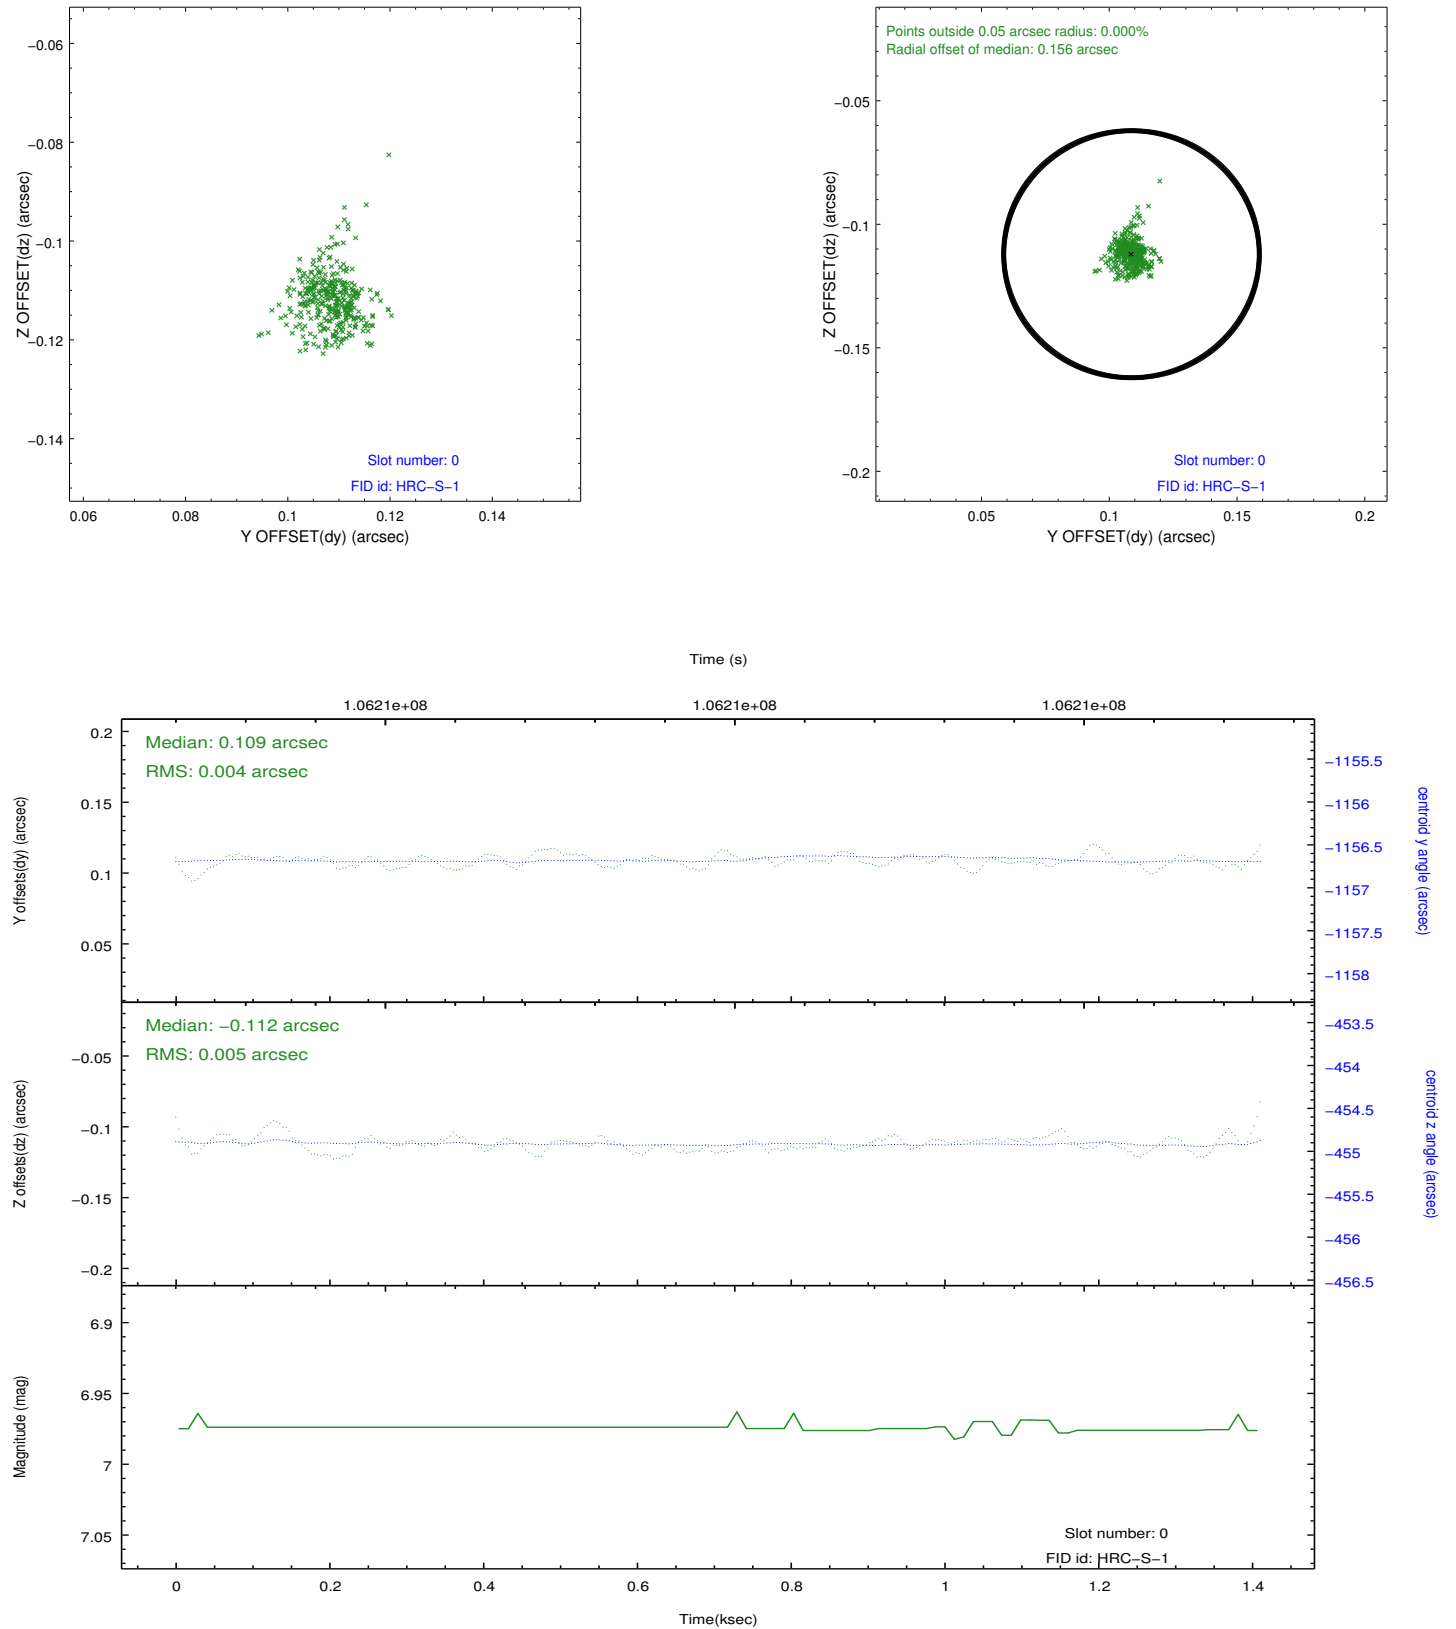 −0.06
−0.08
−0.1
−0.12
−0.14
Z OFFSET(dz) (arcsec)
Slot number: 0
FID id: HRC−S−1
0.06
0.08
0.1
0.12
0.14
Y OFFSET(dy) (arcsec)
Points outside 0.05 arcsec radius: 0.000%
Radial offset of median: 0.156 arcsec
−0.05
−0.1
−0.15
−0.2
Z OFFSET(dz) (arcsec)
Slot number: 0
FID id: HRC−S−1
0.05
0.1
0.15
0.2
Y OFFSET(dy) (arcsec)
Time (s)
1.0621e+08
1.0621e+08
1.0621e+08
Median: 0.109 arcsec
RMS: 0.004 arcsec
0.2
0.15
0.1
0.05
Y offsets(dy) (arcsec)
−1155.5
−1156
−1156.5
−1157
−1157.5
−1158
centroid y angle (arcsec)
Median: −0.112 arcsec
RMS: 0.005 arcsec
−0.05
−0.1
−0.15
−0.2
Z offsets(dz) (arcsec)
−453.5
−454
−454.5
−455
−455.5
−456
−456.5
centroid z angle (arcsec)
6.9
6.95
7
7.05
Magnitude (mag)
Slot number: 0
FID id: HRC−S−1
0
0.2
0.4
0.6
0.8
1
1.2
1.4
Time(ksec)